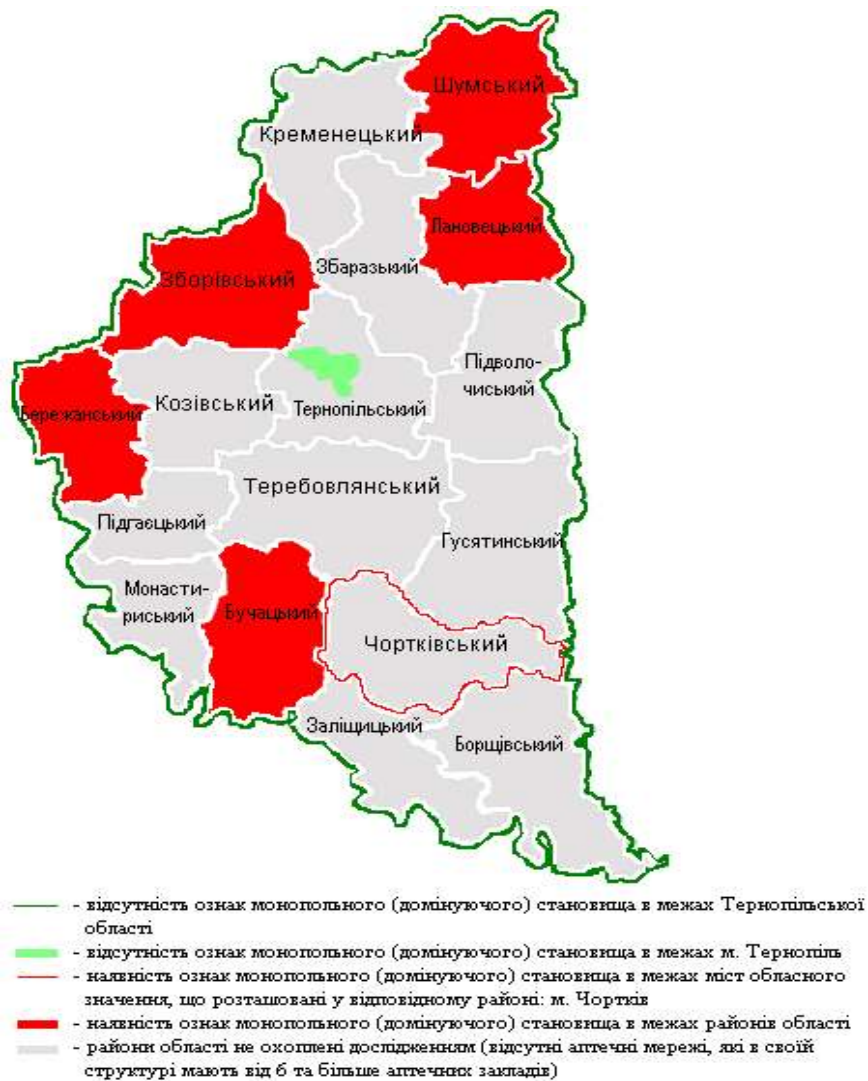 Шумський
Кременецький
Лановецький
Збаразький
Зборівський
Підволо-
чиський
Козівський
Тернопільський
Бережанський
Теребовлянський
Підгаєцький
Гусятинський
Монасти-
риський
Бучацький
Чортківський
Заліщицький
Борщівський
- відсутність ознак монопольного (домінуючого) становища в межах Тернопільської
області
- відсутність ознак монопольного (домінуючого) становища в межах м. Тернопіль
- наявність ознак монопольного (домінуючого) становища в межах міст обласного
значення, що розташовані у відповідному районі: м. Чортків
- наявність ознак монопольного (домінуючого) становища в межах районів області
- райони області не охоплені дослідженням (відсутні аптечні мережі, які в своїй
структурі мають від 6 та більше аптечних закладів)